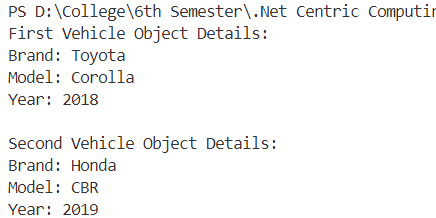 PS D:\College\6th Semester\.Net Centric Computin
First Vehicle Object Details:
Brand: Toyota
Model: Corolla
Year: 2018
Second Vehicle Object Details:
Brand: Honda
Model: CBR
Year: 2019